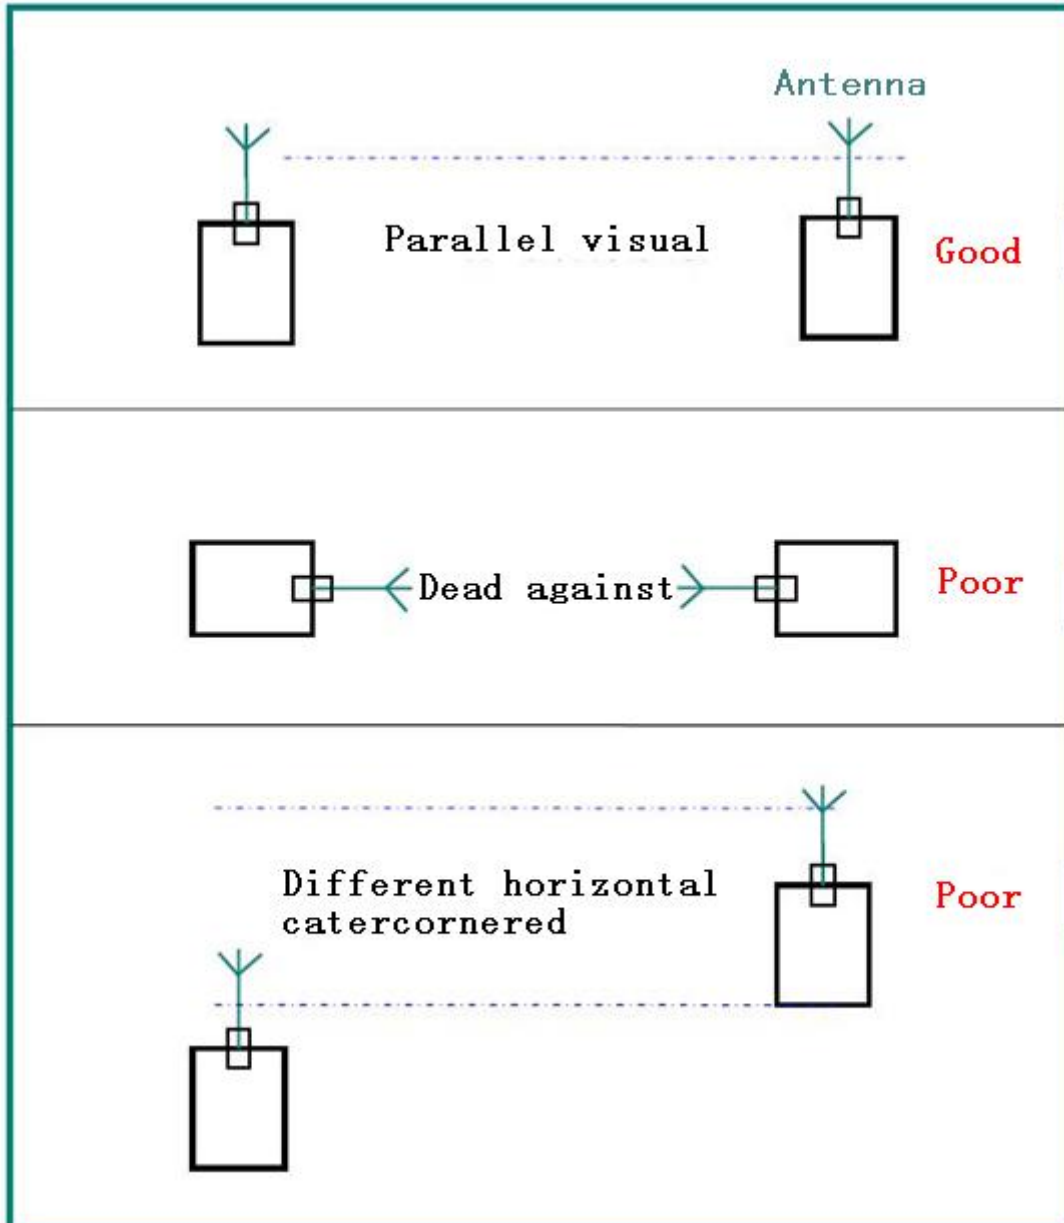 Antenna
Parallel visual
Good
Dead against
Poor
Different horizontal
catercornered
Poor